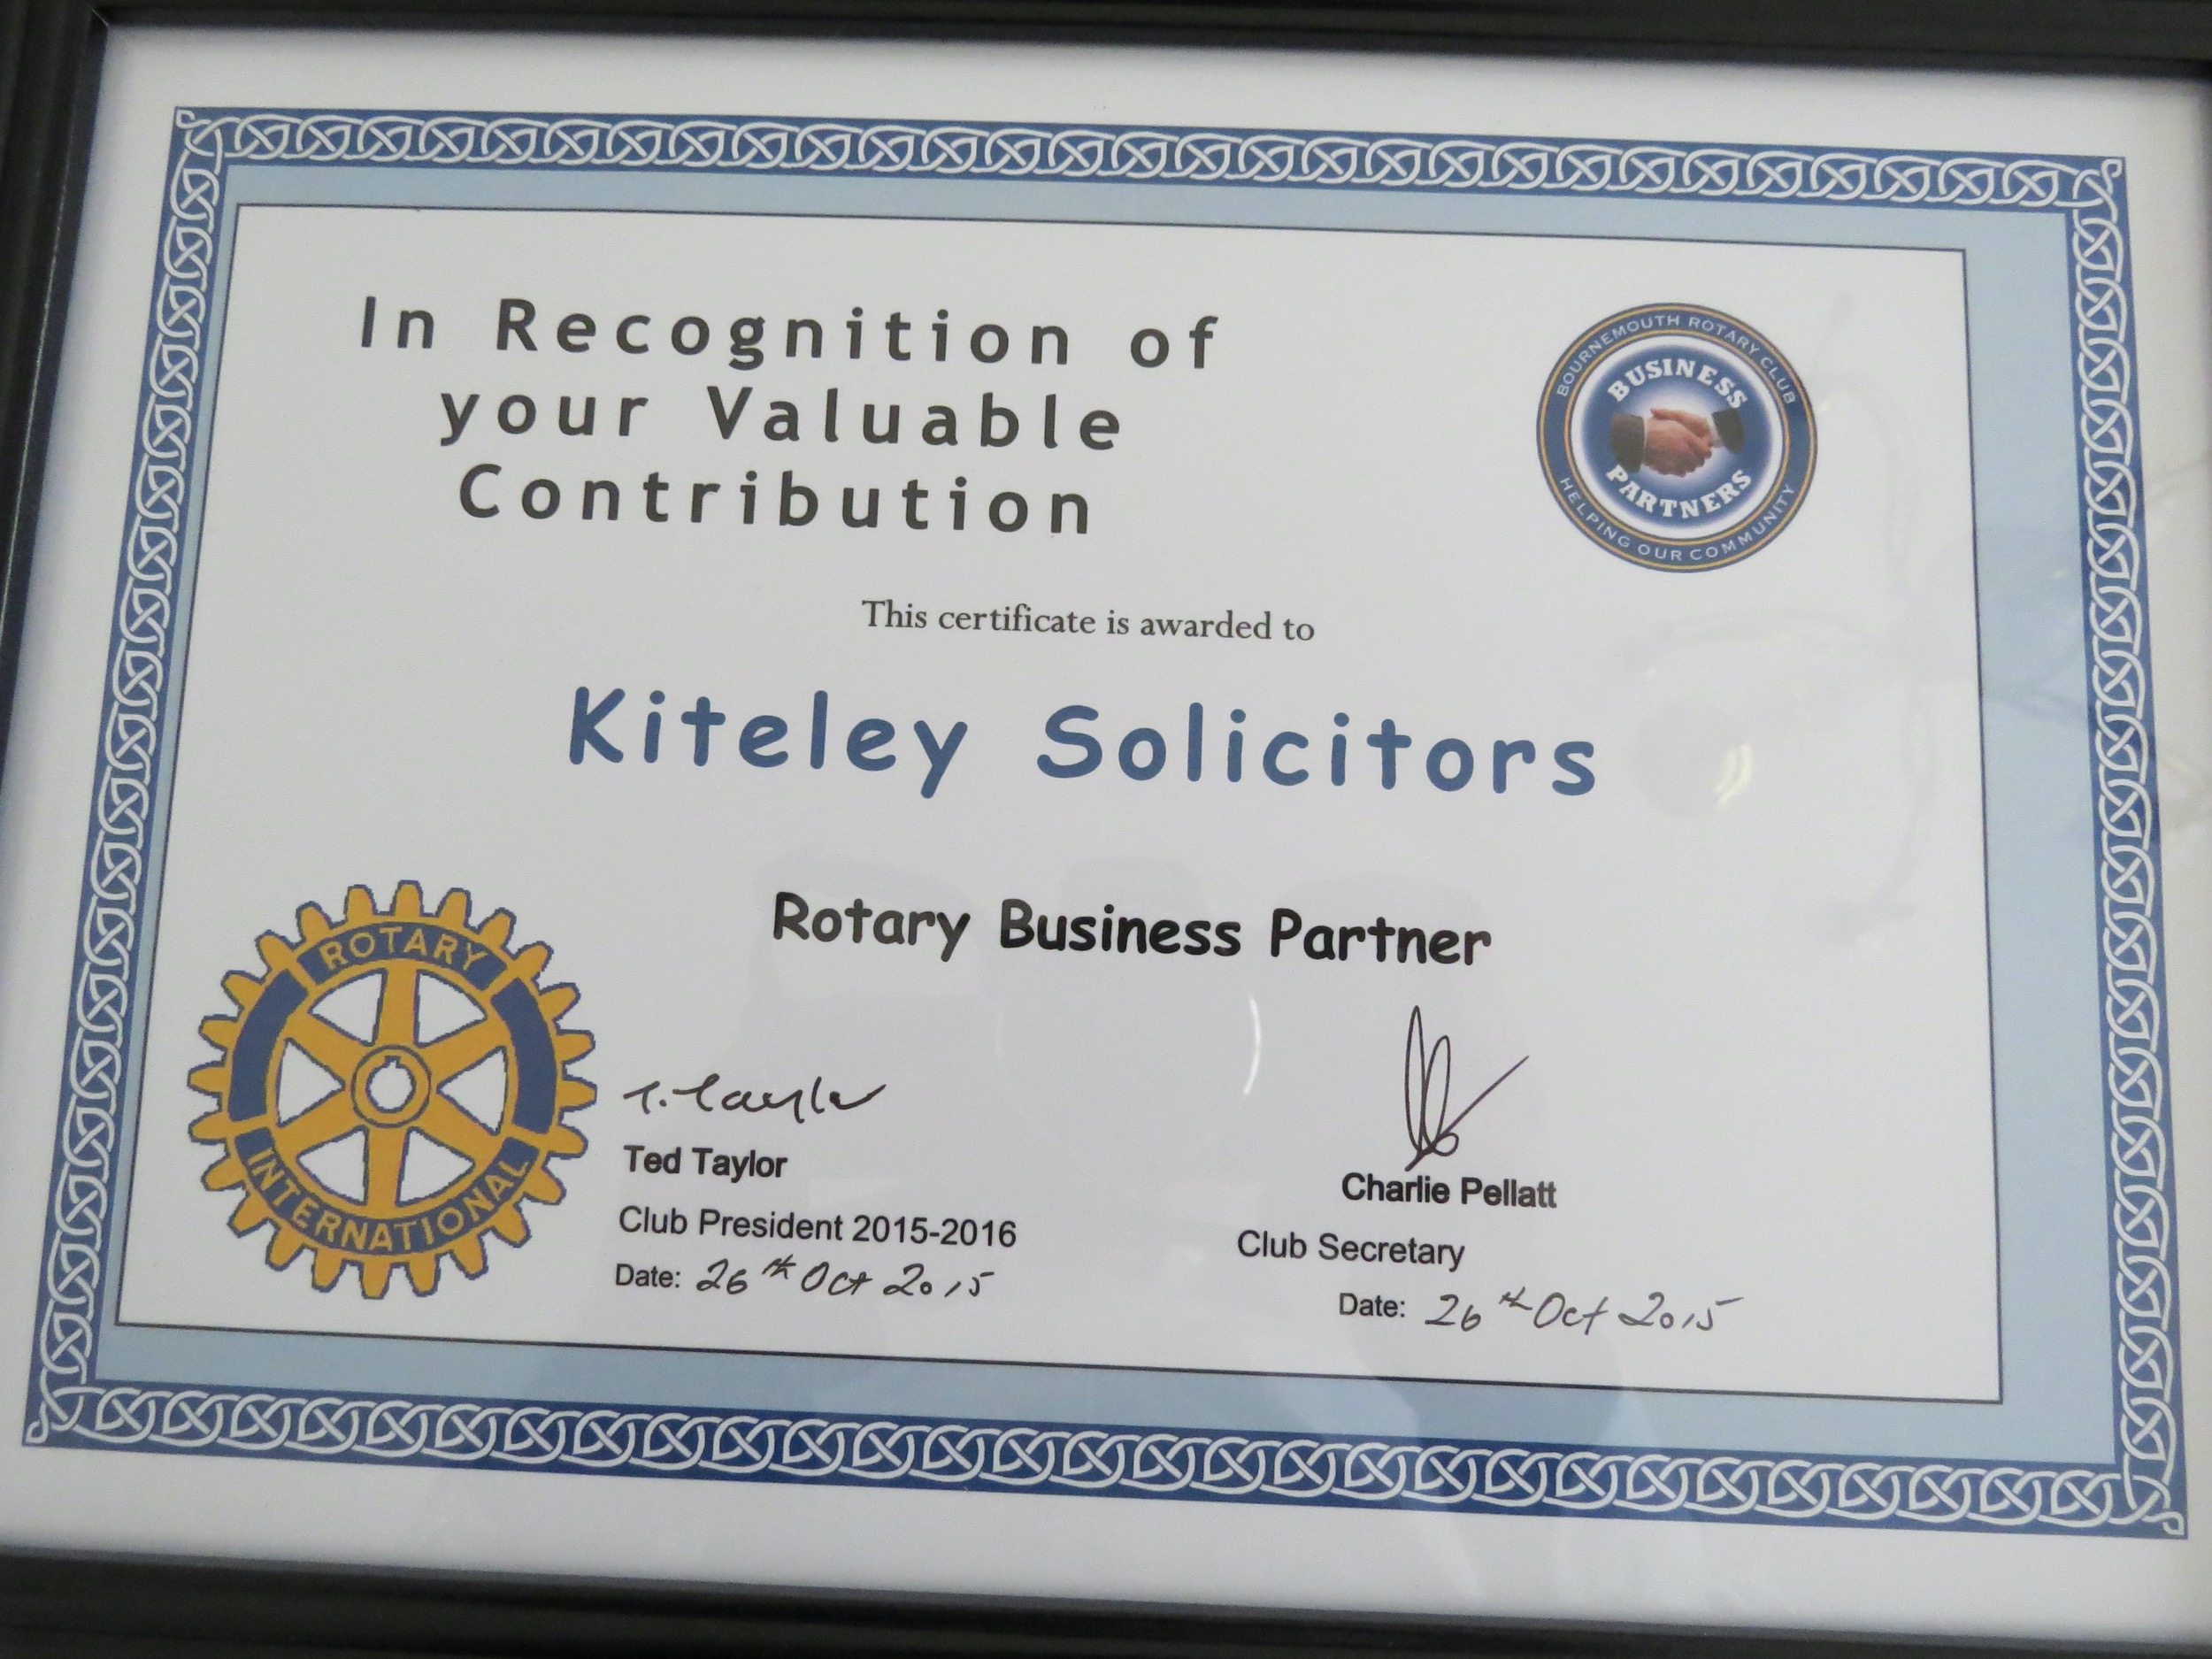 In Recognition of
your Valuable
Contribution
BOURNEMOUTH ROTARY CLUB
BUSINESS
PARTNERS
HELPING OUR COMMUNITY
This certificate is awarded to
Kiteley Solicitors
Rotary Business Partner
ROTARY
INTERNATIONAL
T. Taylor
Ted Taylor
Club President 2015-2016
Date: 26th Oct 2015
Charlie Pellatt
Club Secretary
Date: 26th Oct 2015